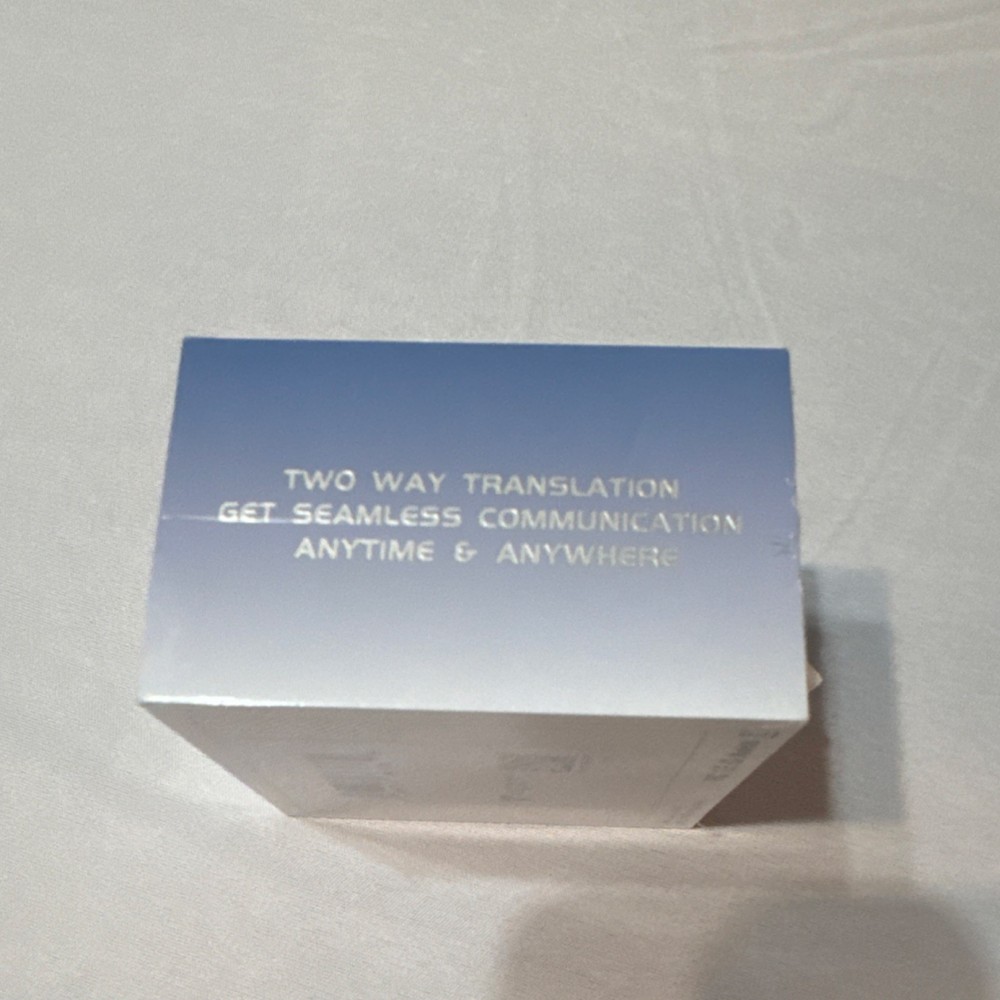 TWO WAY TRANSLATION
GET SEAMLESS COMMUNICATION
ANYTIME & ANYWHERE